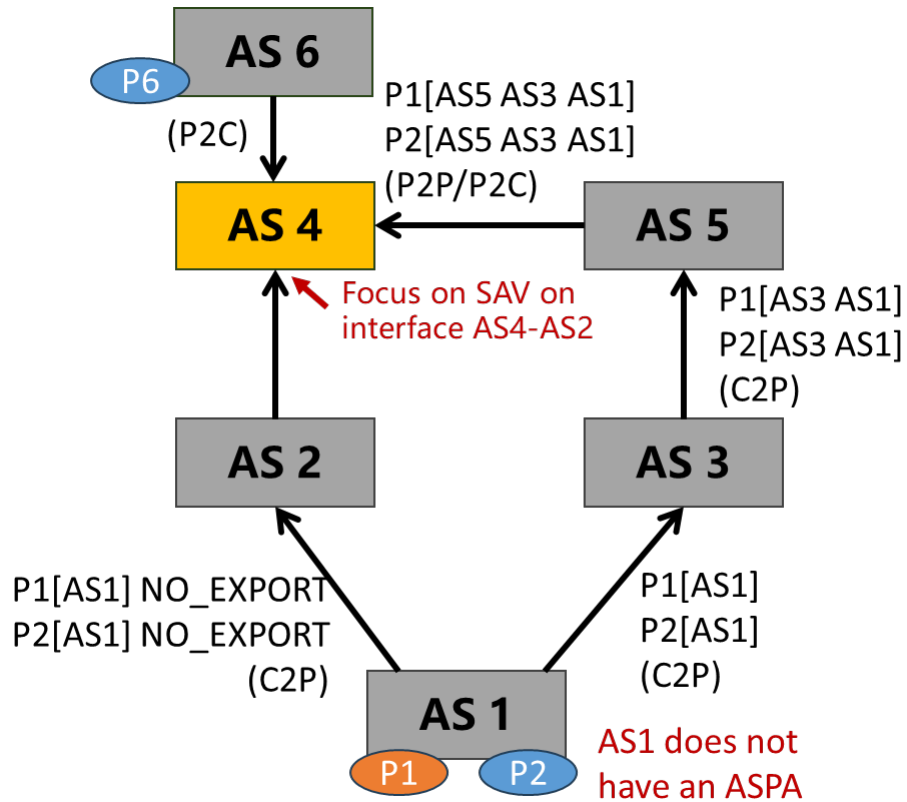 AS 6
P6
(P2C)
P1[AS5 AS3 AS1]
P2[AS5 AS3 AS1]
(P2P/P2C)
AS 4
AS 5
Focus on SAV on
interface AS4-AS2
P1[AS3 AS1]
P2[AS3 AS1]
(C2P)
AS 2
AS 3
P1[AS1] NO_EXPORT
P2[AS1] NO_EXPORT
(C2P)
P1[AS1]
P2[AS1]
(C2P)
AS 1
P1
P2
AS1 does not
have an ASPA